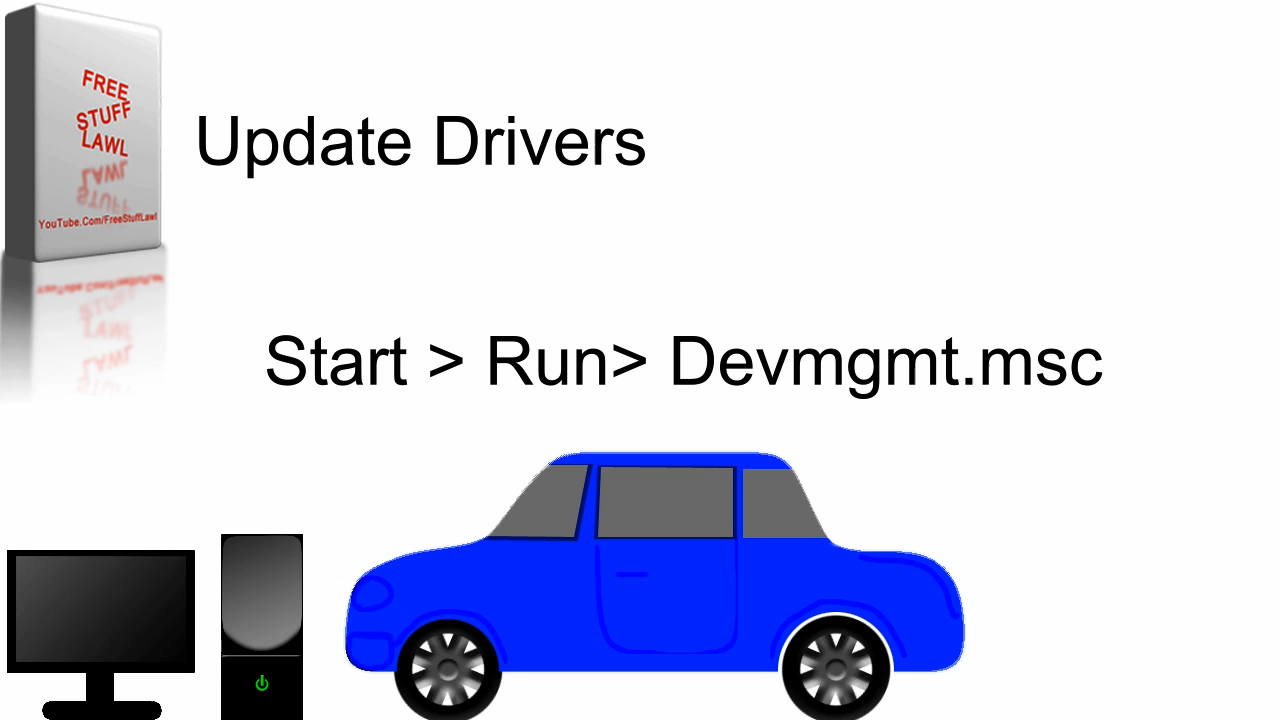 FREE
STUFF
LAWL
YouTube.Com/FreeStuffLawl
Update Drivers
Start > Run> Devmgmt.msc